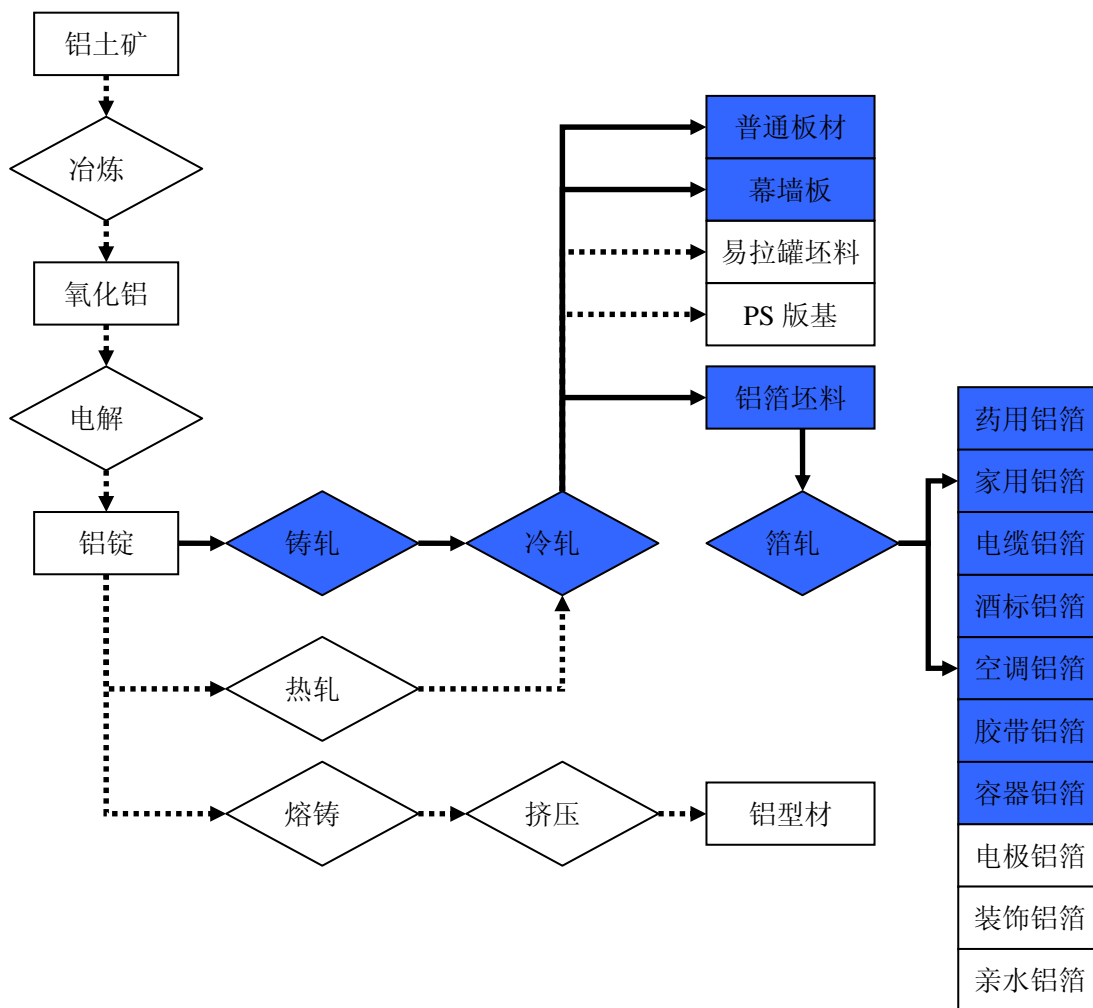 铝土矿
冶炼
氧化铝
电解
铝锭
铸轧
冷轧
热轧
熔铸
挤压
铝型材
普通板材
幕墙板
易拉罐坯料
PS 版基
铝箔坯料
箔轧
药用铝箔
家用铝箔
电缆铝箔
酒标铝箔
空调铝箔
胶带铝箔
容器铝箔
电极铝箔
装饰铝箔
亲水铝箔